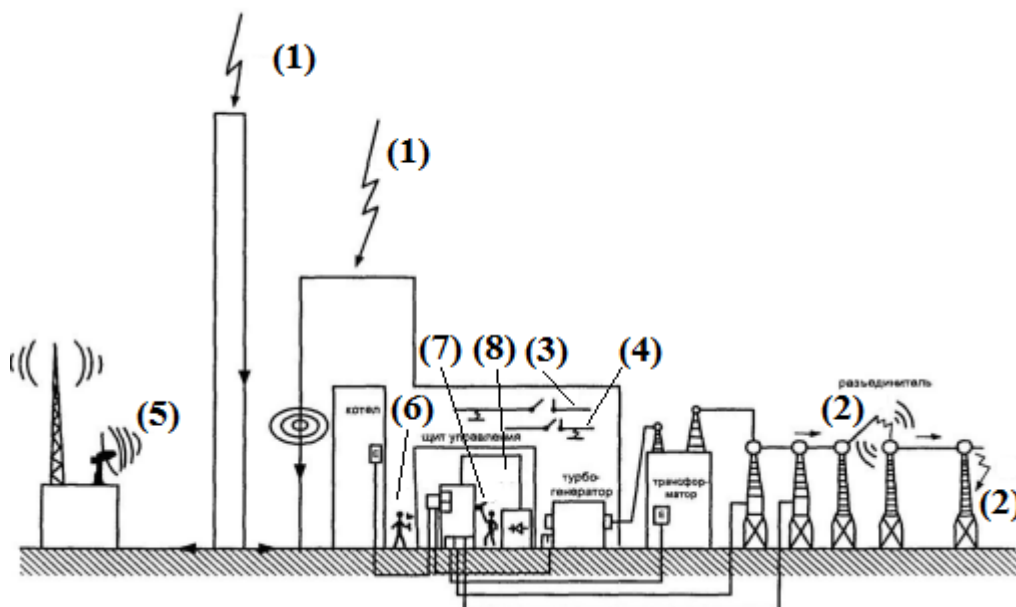 (1)
(1)
(7) (8) (3) (4)
разъединитель
(5)
котел
(6)
щит управления
(2)
турбо-
генератор
трансфор-
матор
(2)